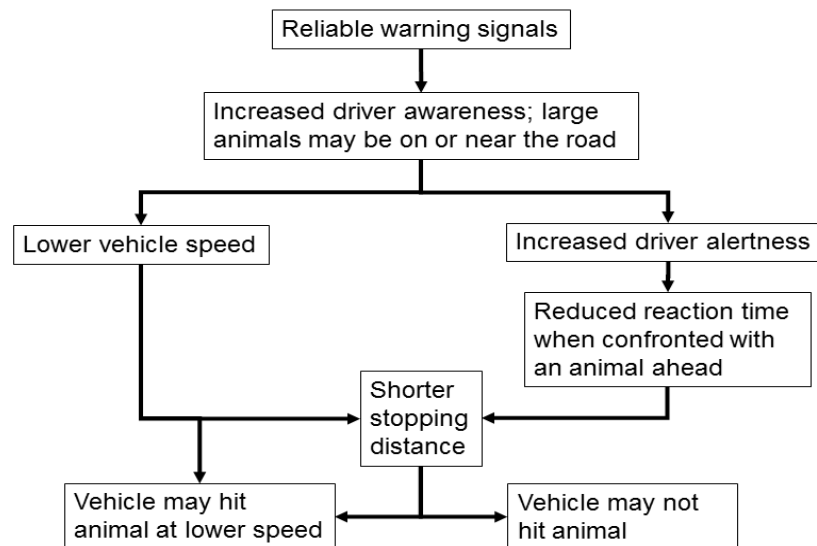 Reliable warning signals
Increased driver awareness; large
animals may be on or near the road
Lower vehicle speed
Increased driver alertness
Reduced reaction time
when confronted with
an animal ahead
Shorter
stopping
distance
Vehicle may hit
animal at lower speed
Vehicle may not
hit animal